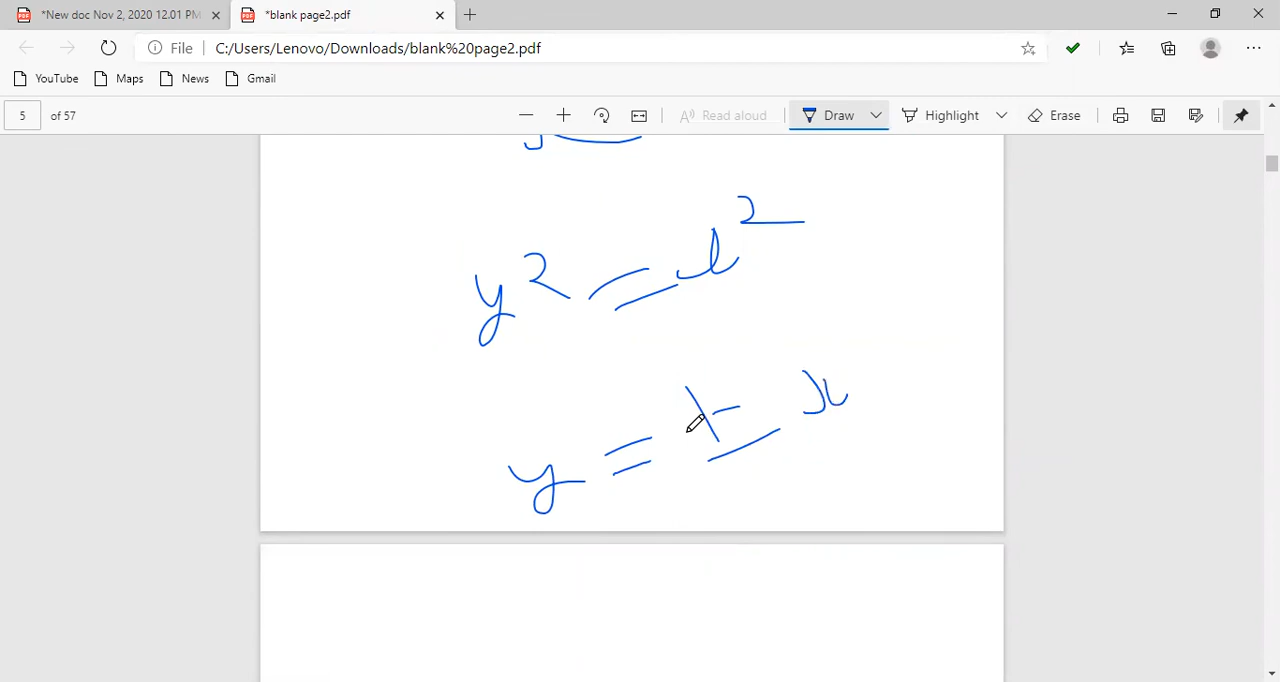 *New doc Nov 2, 2020 12.01 PM
*blank page2.pdf
File
C:/Users/Lenovo/Downloads/blank%20page2.pdf
YouTube
Maps
News
Gmail
5 of 57
Read aloud
Draw
Highlight
Erase
y² = x²
y = ± x